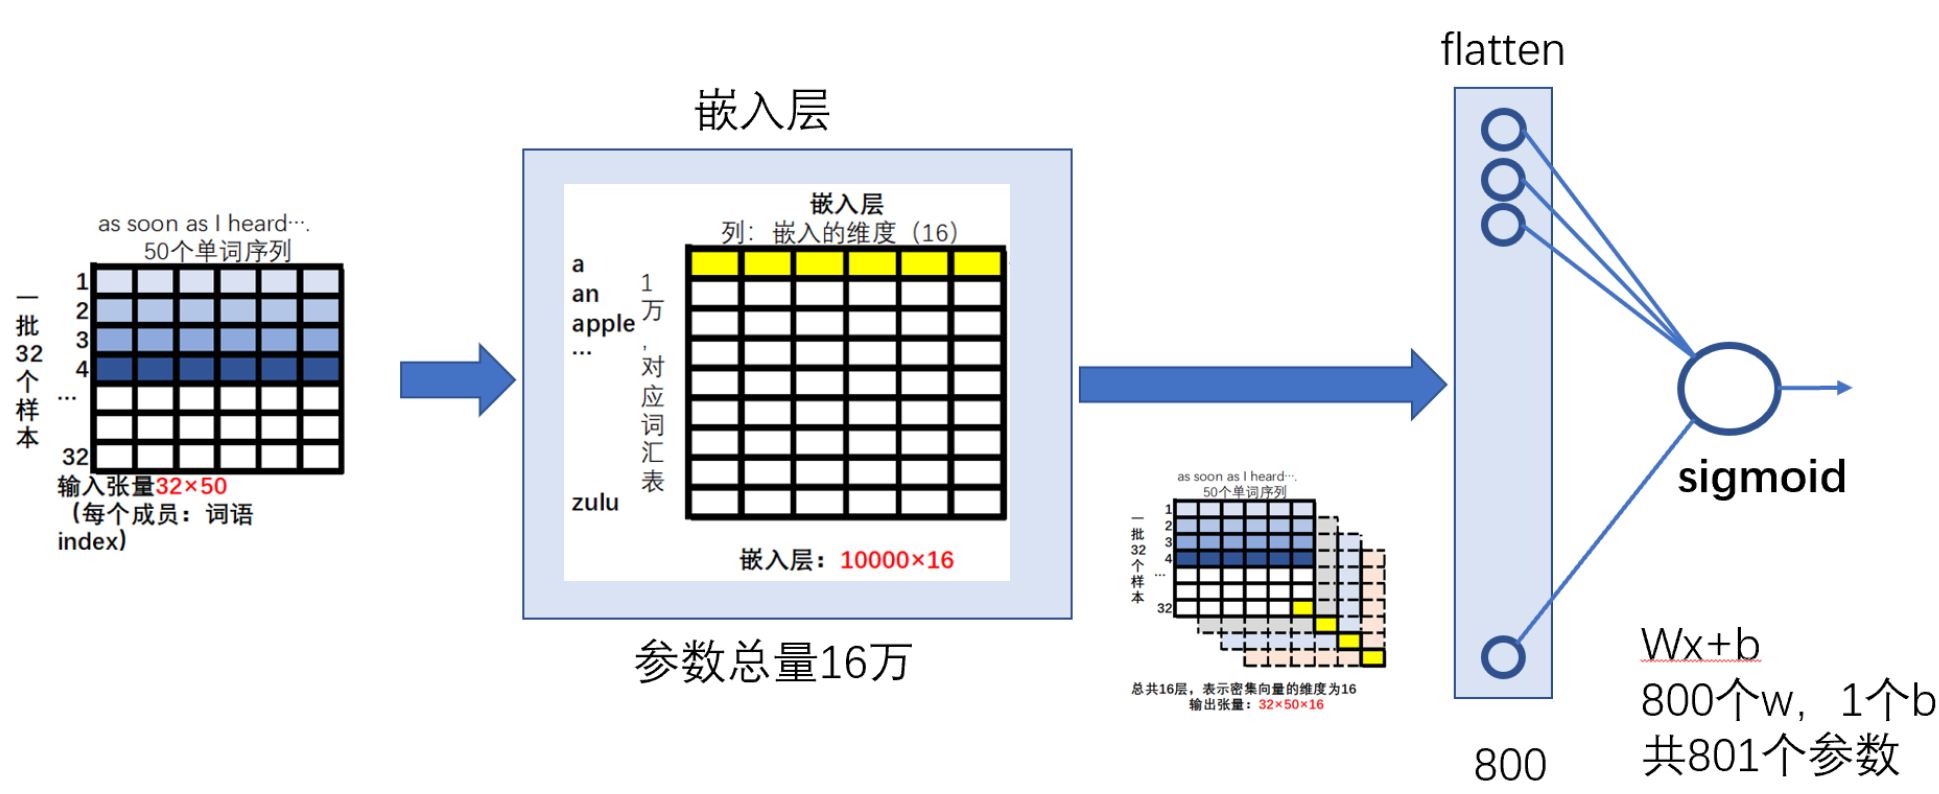 as soon as I heard….
50个单词序列
一批32个样本
1
2
3
4
…
32
输入张量32×50
（每个成员：词语
index）
嵌入层
嵌入层
列：嵌入的维度（16）
a
an
apple
…
zulu
1万，对应词汇表
嵌入层：10000×16
参数总量16万
as soon as I heard….
50个单词序列
一批32个样本
1
2
3
4
…
32
总共16层，表示密集向量的维度为16
输出张量：32×50×16
flatten
800
sigmoid
Wx+b
800个w，1个b
共801个参数